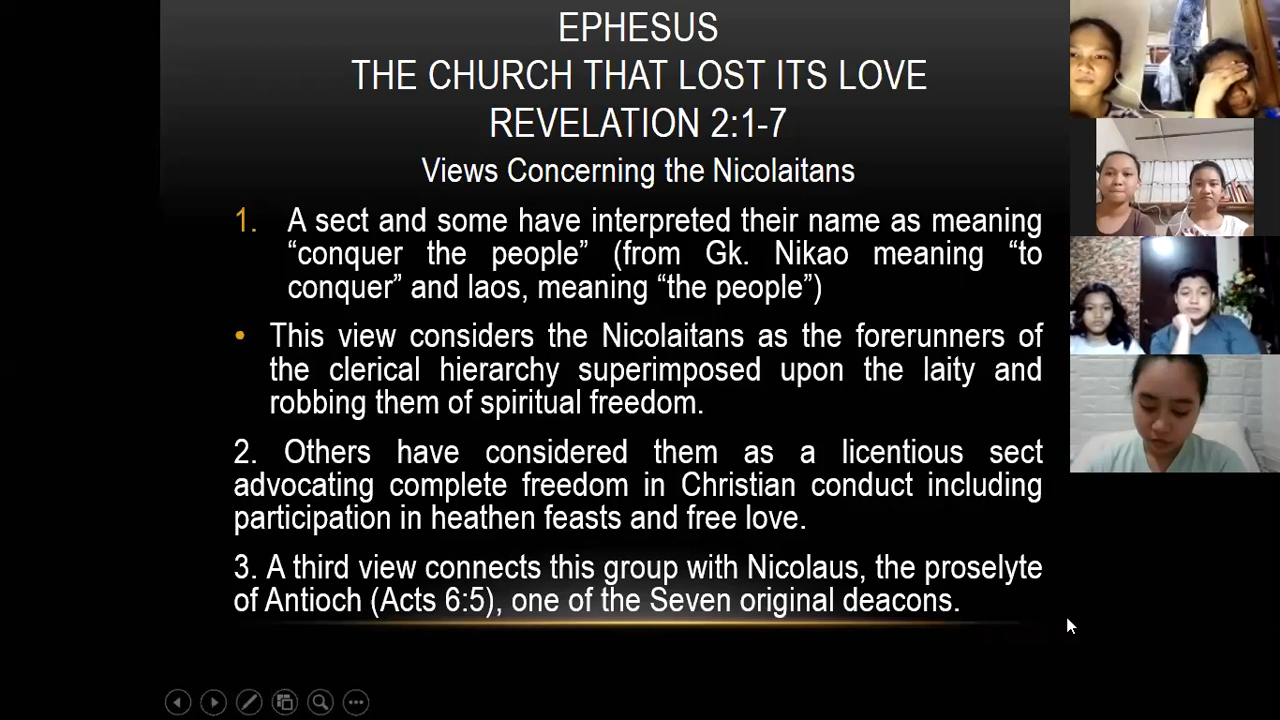 EPHESUS
THE CHURCH THAT LOST ITS LOVE
REVELATION 2:1-7
Views Concerning the Nicolaitans
1. A sect and some have interpreted their name as meaning
“conquer the people” (from Gk. Nikao meaning “to
conquer” and laos, meaning “the people”)
• This view considers the Nicolaitans as the forerunners of
the clerical hierarchy superimposed upon the laity and
robbing them of spiritual freedom.
2. Others have considered them as a licentious sect
advocating complete freedom in Christian conduct including
participation in heathen feasts and free love.
3. A third view connects this group with Nicolaus, the proselyte
of Antioch (Acts 6:5), one of the Seven original deacons.